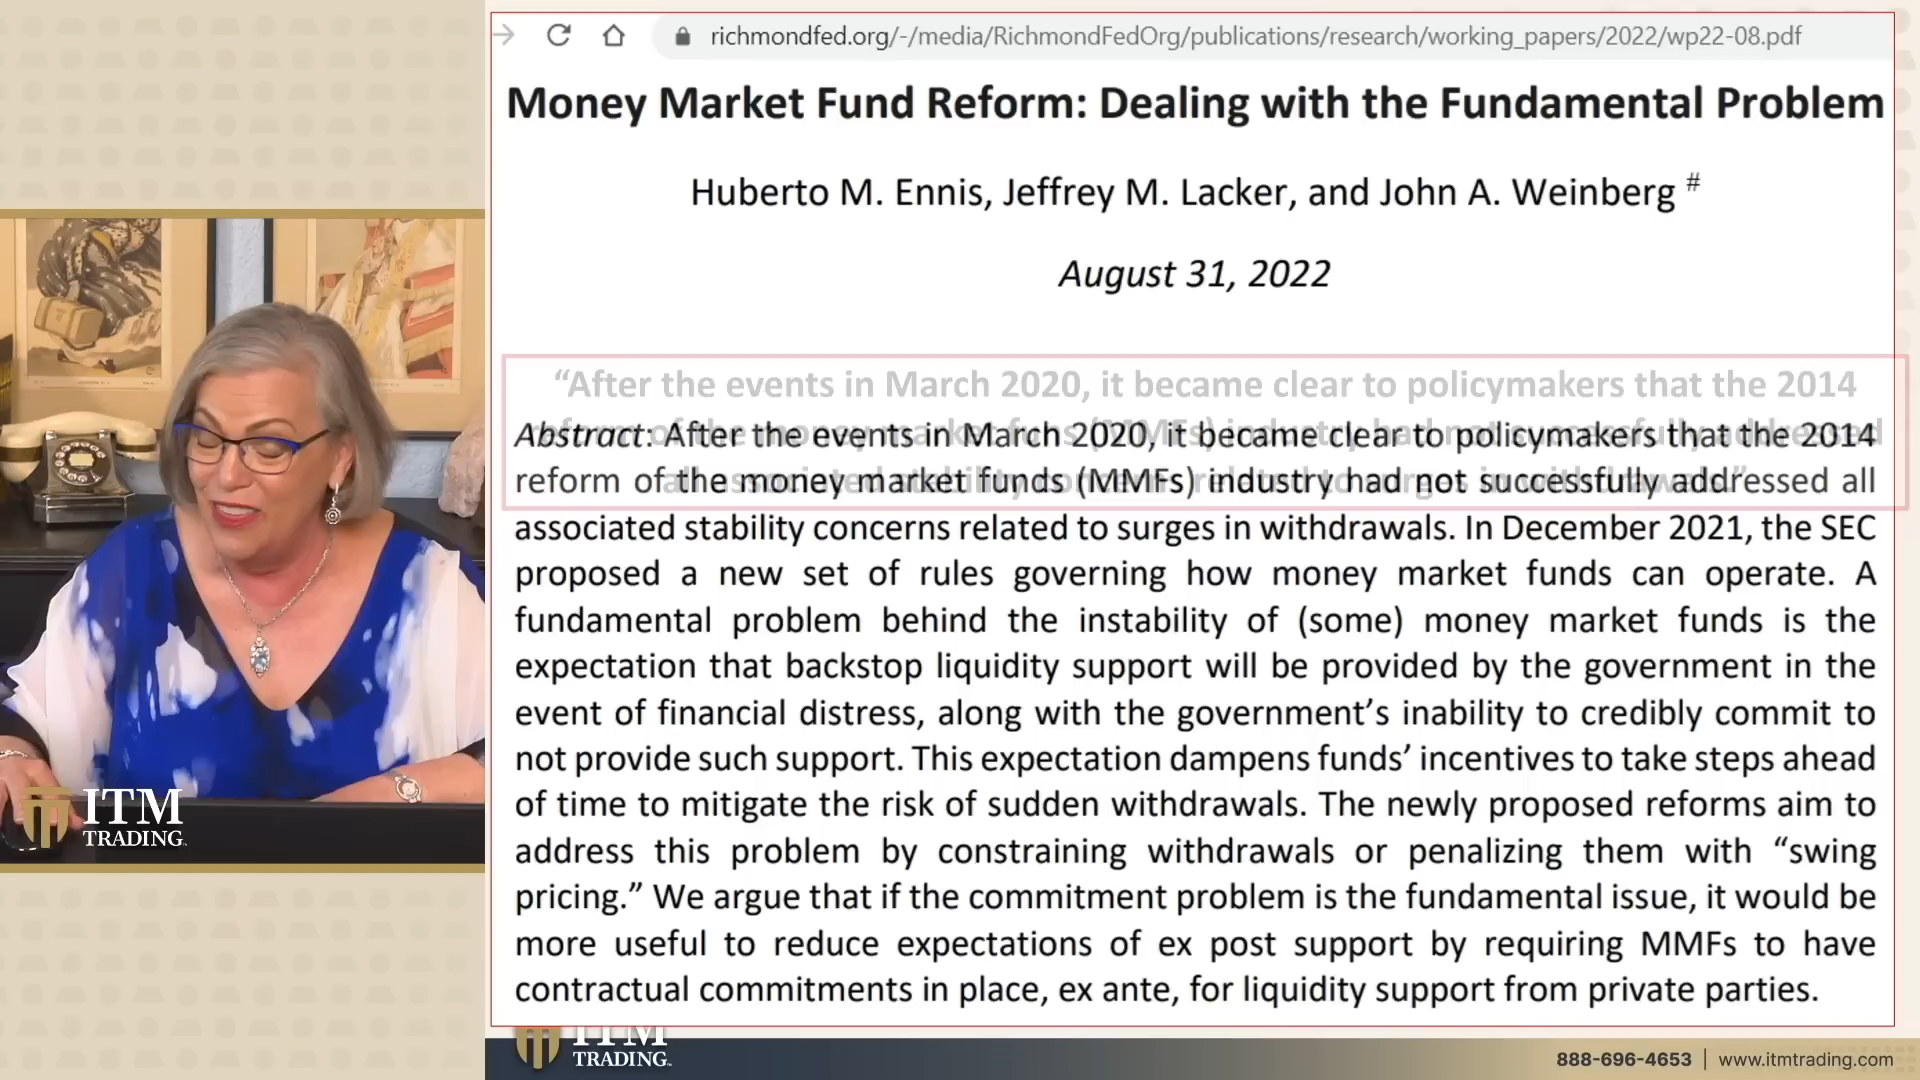 richmondfed.org/-/media/RichmondFedOrg/publications/research/working_papers/2022/wp22-08.pdf
Money Market Fund Reform: Dealing with the Fundamental Problem
Huberto M. Ennis, Jeffrey M. Lacker, and John A. Weinberg #
August 31, 2022
“After the events in March 2020, it became clear to policymakers that the 2014
Abstract: After the events in March 2020, it became clear to policymakers that the 2014
reform of the money market funds (MMFs) industry had not successfully addressed all
associated stability concerns related to surges in withdrawals. In December 2021, the SEC
proposed a new set of rules governing how money market funds can operate. A
fundamental problem behind the instability of (some) money market funds is the
expectation that backstop liquidity support will be provided by the government in the
event of financial distress, along with the government’s inability to credibly commit to
not provide such support. This expectation dampens funds’ incentives to take steps ahead
of time to mitigate the risk of sudden withdrawals. The newly proposed reforms aim to
address this problem by constraining withdrawals or penalizing them with “swing
pricing.” We argue that if the commitment problem is the fundamental issue, it would be
more useful to reduce expectations of ex post support by requiring MMFs to have
contractual commitments in place, ex ante, for liquidity support from private parties.
ITM
TRADING
ITM
TRADING
888-696-4653 | www.itmtrading.com